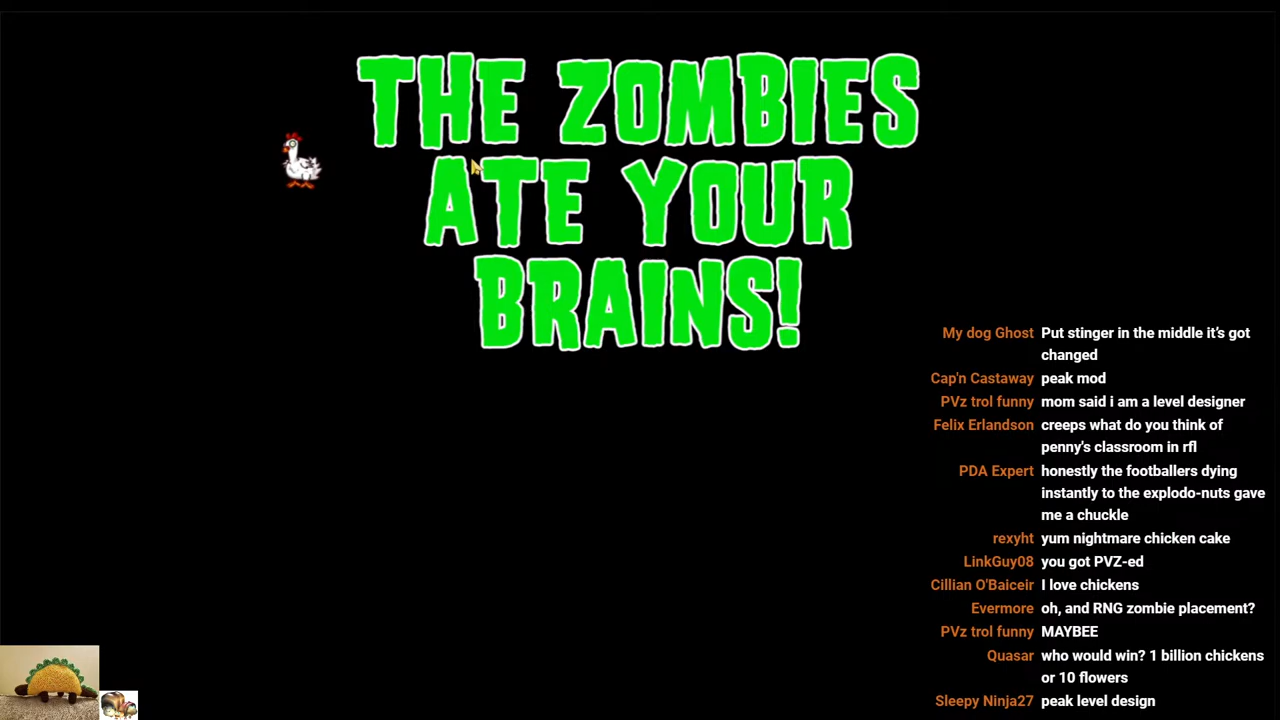 THE ZOMBIES
ATE YOUR
BRAINS!
My dog Ghost Put stinger in the middle it's got
changed
Cap'n Castaway peak mod
PVz trol funny mom said i am a level designer
Felix Erlandson creeps what do you think of
penny's classroom in rfl
PDA Expert honestly the footballers dying
instantly to the explodo-nuts gave
me a chuckle
rexyht yum nightmare chicken cake
LinkGuy08 you got PVZ-ed
Cillian O'Baiceir I love chickens
Evermore oh, and RNG zombie placement?
PVz trol funny MAYBEE
Quasar who would win? 1 billion chickens
or 10 flowers
Sleepy Ninja27 peak level design